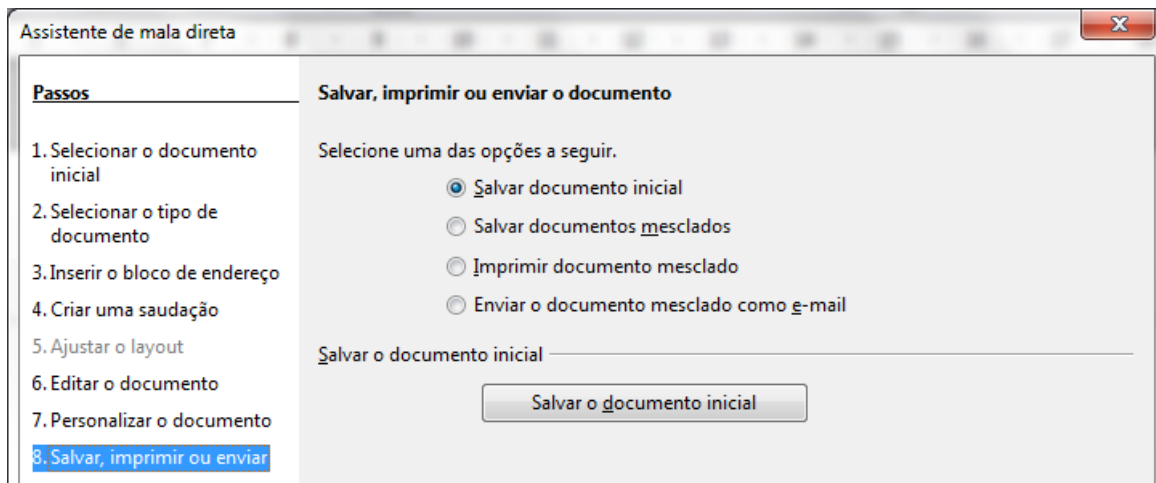 Assistente de mala direta
Passos
1. Selecionar o documento
inicial
2. Selecionar o tipo de
documento
3. Inserir o bloco de endereço
4. Criar uma saudação
5. Ajustar o layout
6. Editar o documento
7. Personalizar o documento
8. Salvar, imprimir ou enviar
Salvar, imprimir ou enviar o documento
Selecione uma das opções a seguir.
Salvar documento inicial
Salvar documentos mesclados
Imprimir documento mesclado
Enviar o documento mesclado como e-mail
Salvar o documento inicial
Salvar o documento inicial